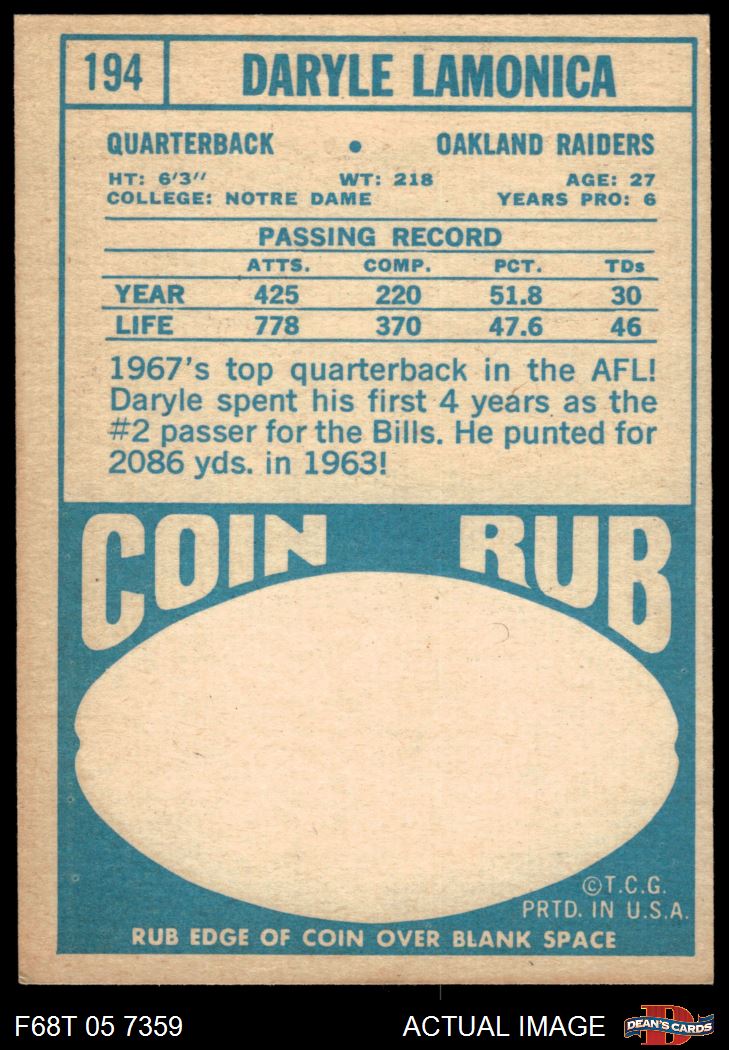 194 DARYLE LAMONICA
QUARTERBACK • OAKLAND RAIDERS
HT: 6'3" WT: 218 AGE: 27
COLLEGE: NOTRE DAME YEARS PRO: 6
PASSING RECORD
ATTS. COMP. PCT. TDs
YEAR 425 220 51.8 30
LIFE 778 370 47.6 46
1967's top quarterback in the AFL!
Daryle spent his first 4 years as the
#2 passer for the Bills. He punted for
2086 yds. in 1963!
COIN RUB
©T.C.G.
PRTD. IN U.S.A.
RUB EDGE OF COIN OVER BLANK SPACE
F68T 05 7359 ACTUAL IMAGE D DEAN'S CARDS